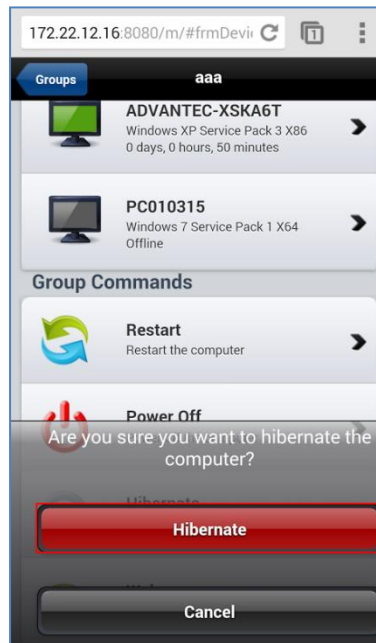 172.22.12.16:8080/m/#frmDevi
1
Groups
aaa
ADVANTEC-XSKA6T
Windows XP Service Pack 3 X86
0 days, 0 hours, 50 minutes
PC010315
Windows 7 Service Pack 1 X64
Offline
Group Commands
Restart
Restart the computer
Power Off
Are you sure you want to hibernate the
computer?
Hibernate
Hibernate
Cancel